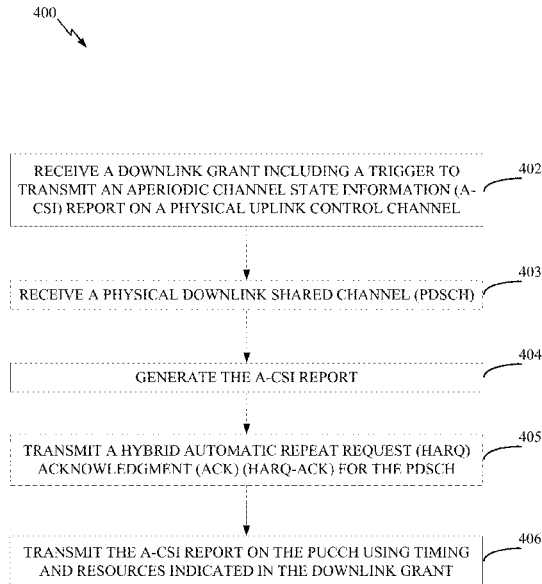 400
RECEIVE A DOWNLINK GRANT INCLUDING A TRIGGER TO
TRANSMIT AN APERIODIC CHANNEL STATE INFORMATION (A-
CSI) REPORT ON A PHYSICAL UPLINK CONTROL CHANNEL
402
RECEIVE A PHYSICAL DOWNLINK SHARED CHANNEL (PDSCH)
403
GENERATE THE A-CSI REPORT
404
TRANSMIT A HYBRID AUTOMATIC REPEAT REQUEST (HARQ)
ACKNOWLEDGMENT (ACK) (HARQ-ACK) FOR THE PDSCH
405
TRANSMIT THE A-CSI REPORT ON THE PUCCH USING TIMING
AND RESOURCES INDICATED IN THE DOWNLINK GRANT
406